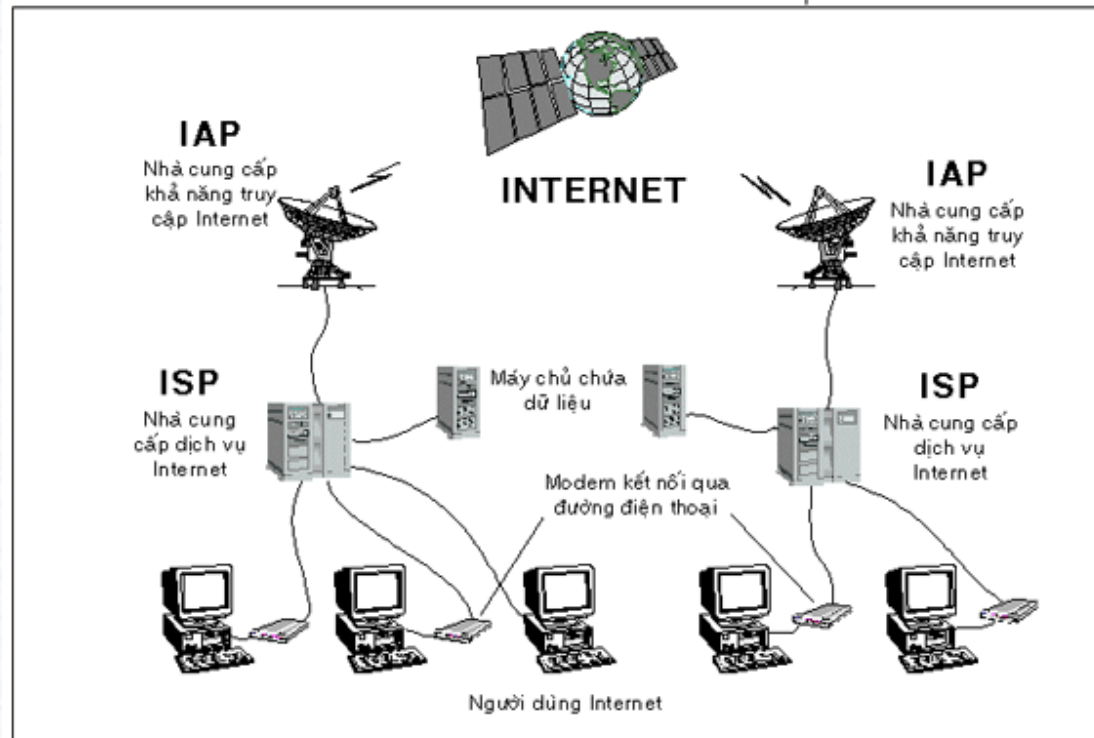 INTERNET
IAP
Nhà cung cấp
khả năng truy
cập Internet
IAP
Nhà cung cấp
khả năng truy
cập Internet
ISP
Nhà cung
cấp dịch vụ
Internet
Máy chủ chứa
dữ liệu
ISP
Nhà cung cấp
dịch vụ
Internet
Modem kết nối qua
đường điện thoại
Người dùng Internet